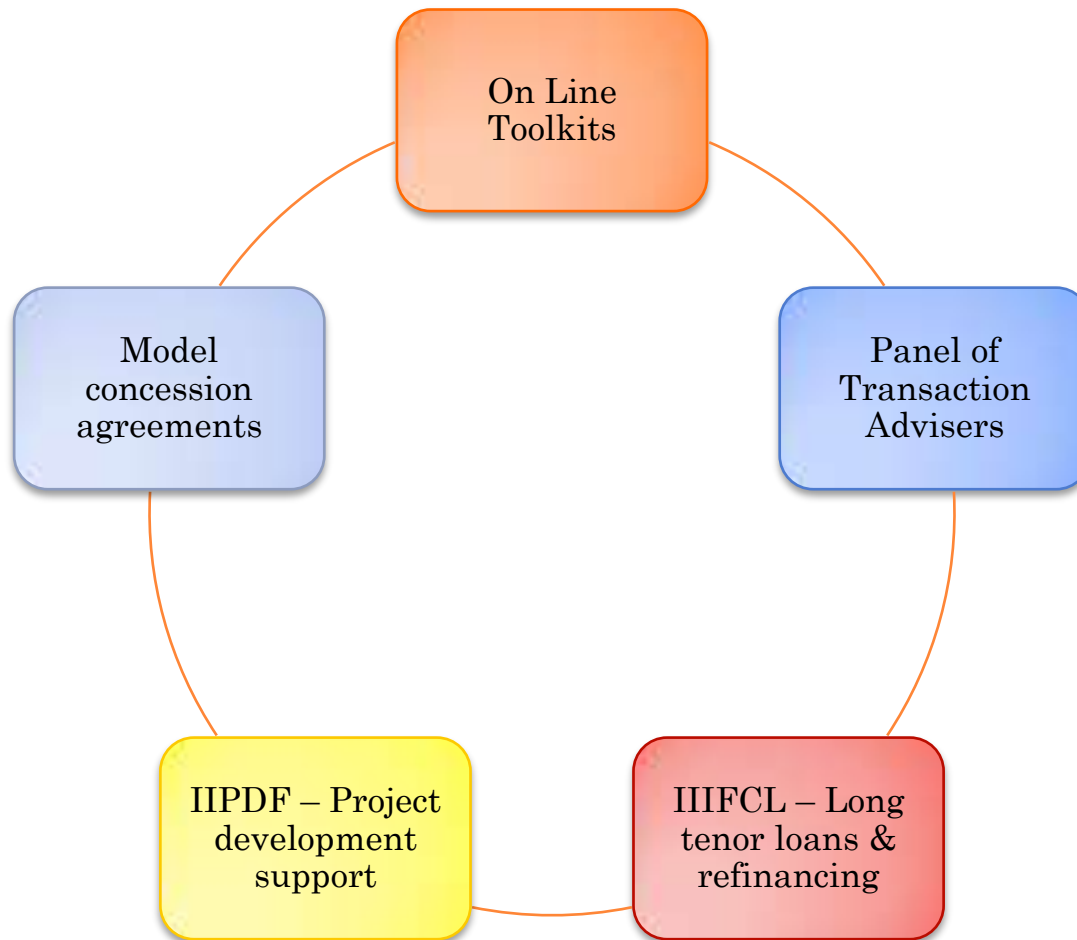 On Line
Toolkits
Panel of
Transaction
Advisers
IIIFCL – Long
tenor loans &
refinancing
IIPDF – Project
development
support
Model
concession
agreements